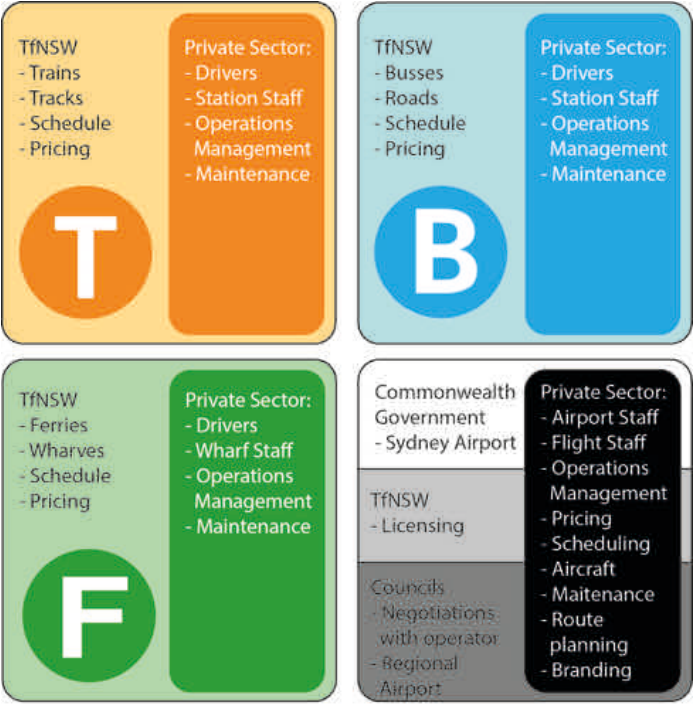 TfNSW
- Trains
- Tracks
- Schedule
- Pricing
T
Private Sector:
- Drivers
- Station Staff
- Operations
Management
- Maintenance
TfNSW
- Busses
- Roads
- Schedule
- Pricing
B
Private Sector:
- Drivers
- Station Staff
- Operations
Management
- Maintenance
TfNSW
- Ferries
- Wharves
- Schedule
- Pricing
F
Private Sector:
- Drivers
- Wharf Staff
- Operations
Management
- Maintenance
Commonwealth
Government
- Sydney Airport
TfNSW
- Licensing
Councils
- Negotiations
with operator
- Regional
Airport
Private Sector:
- Airport Staff
- Flight Staff
- Operations
Management
- Pricing
- Scheduling
- Aircraft
- Maitenance
- Route
planning
- Branding